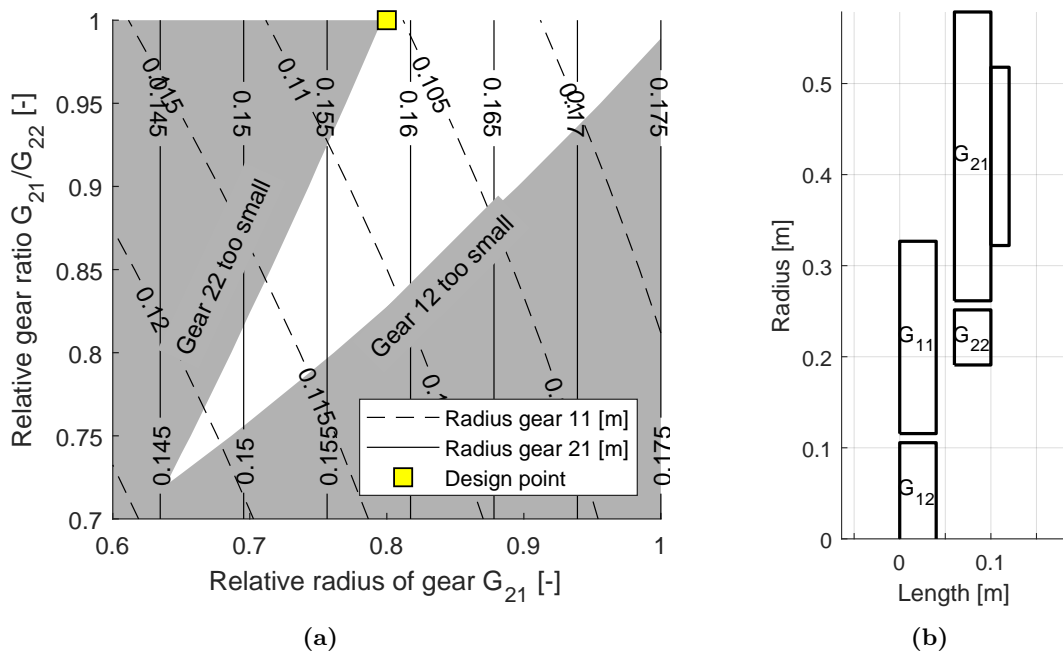 1
0.95
0.9
0.85
0.8
0.75
0.7
Relative gear ratio G21/G22 [-]
0.6
0.7
0.8
0.9
1
Relative radius of gear G21 [-]
0.115
0.145
0.15
0.11
0.155
0.105
0.16
0.165
0.17
0.175
0.12
Gear 22 too small
Gear 12 too small
0.115
0.145
0.15
0.155
0.175
Radius gear 11 [m]
Radius gear 21 [m]
Design point
(a)
0.5
0.4
0.3
0.2
0.1
0
Radius [m]
G21
G11
G22
G12
0
0.1
Length [m]
(b)